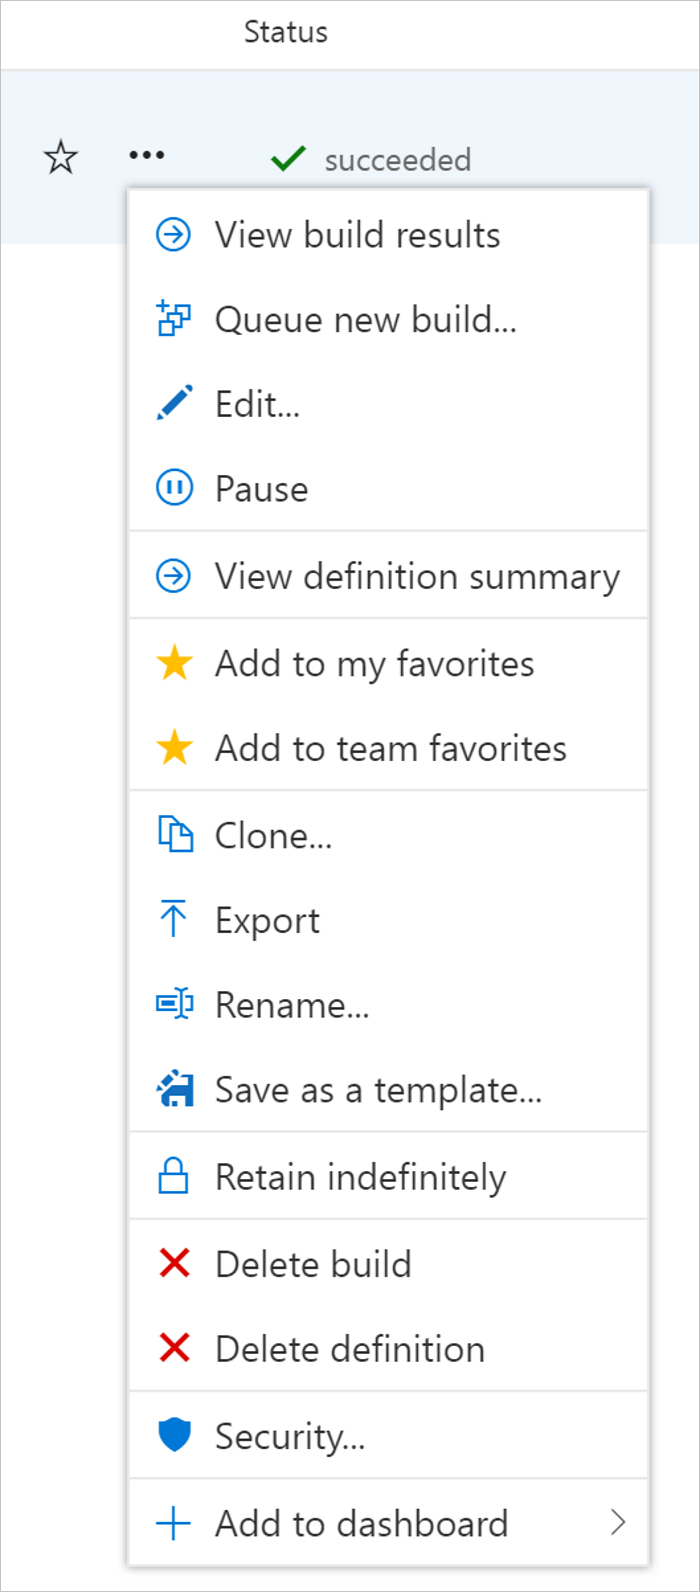 Status
succeeded
View build results
Queue new build...
Edit...
Pause
View definition summary
Add to my favorites
Add to team favorites
Clone...
Export
Rename...
Save as a template...
Retain indefinitely
Delete build
Delete definition
Security...
Add to dashboard